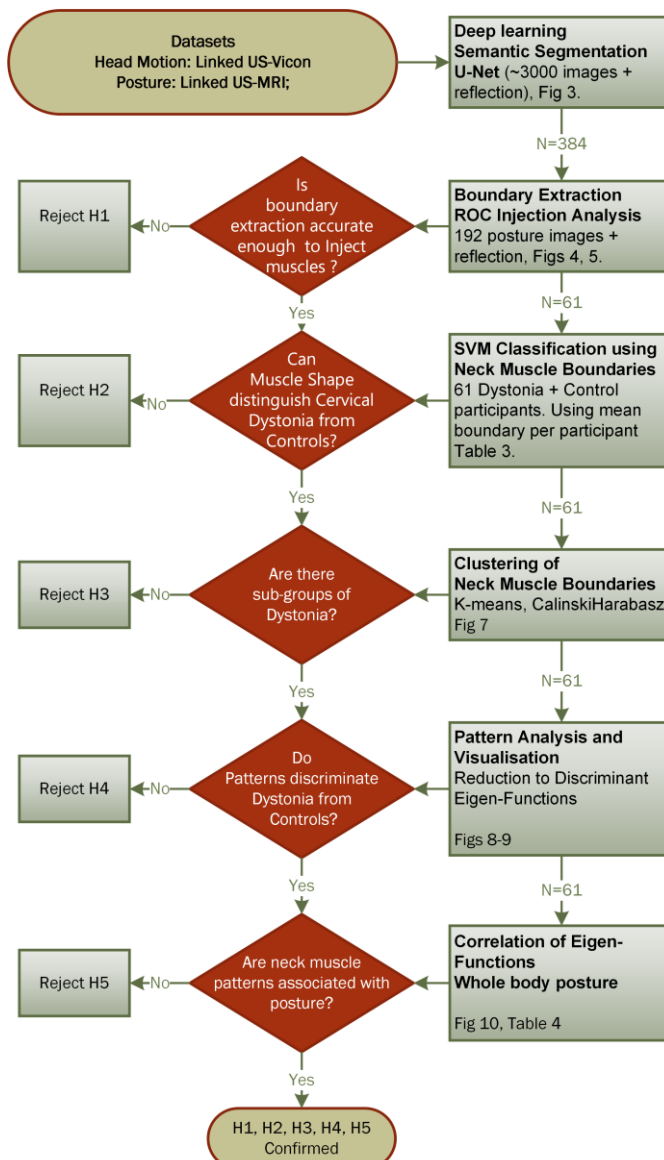 Datasets
Head Motion: Linked US-Vicon
Posture: Linked US-MRI;
Deep learning
Semantic Segmentation
U-Net (~3000 images +
reflection), Fig 3.
N=384
Boundary Extraction
ROC Injection Analysis
192 posture images +
reflection, Figs 4, 5.
Is
boundary
extraction accurate
enough to Inject
muscles ?
No
Reject H1
Yes
N=61
SVM Classification using
Neck Muscle Boundaries
61 Dystonia + Control
participants. Using mean
boundary per participant
Table 3.
Can
Muscle Shape
distinguish Cervical
Dystonia from
Controls?
No
Reject H2
Yes
N=61
Clustering of
Neck Muscle Boundaries
K-means, CalinskiHarabasz
Fig 7
Are there
sub-groups of
Dystonia?
No
Reject H3
Yes
N=61
Pattern Analysis and
Visualisation
Reduction to Discriminant
Eigen-Functions
Figs 8-9
Do
Patterns discriminate
Dystonia from
Controls?
No
Reject H4
Yes
N=61
Correlation of Eigen-
Functions
Whole body posture
Fig 10, Table 4
Are neck muscle
patterns associated with
posture?
No
Reject H5
Yes
H1, H2, H3, H4, H5
Confirmed